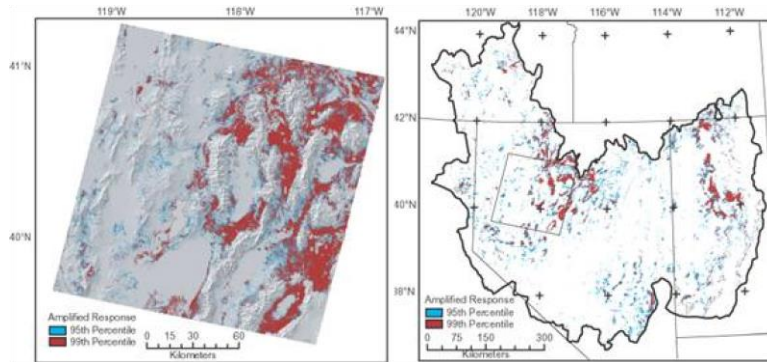 119°W 118°W 117°W
41°N
40°N
Amplified Response
95th Percentile
99th Percentile
0 15 30 60
Kilometers
120°W 118°W 116°W 114°W 112°W
44°N
42°N
40°N
38°N
Amplified Response
95th Percentile
99th Percentile
0 75 150 300
Kilometers